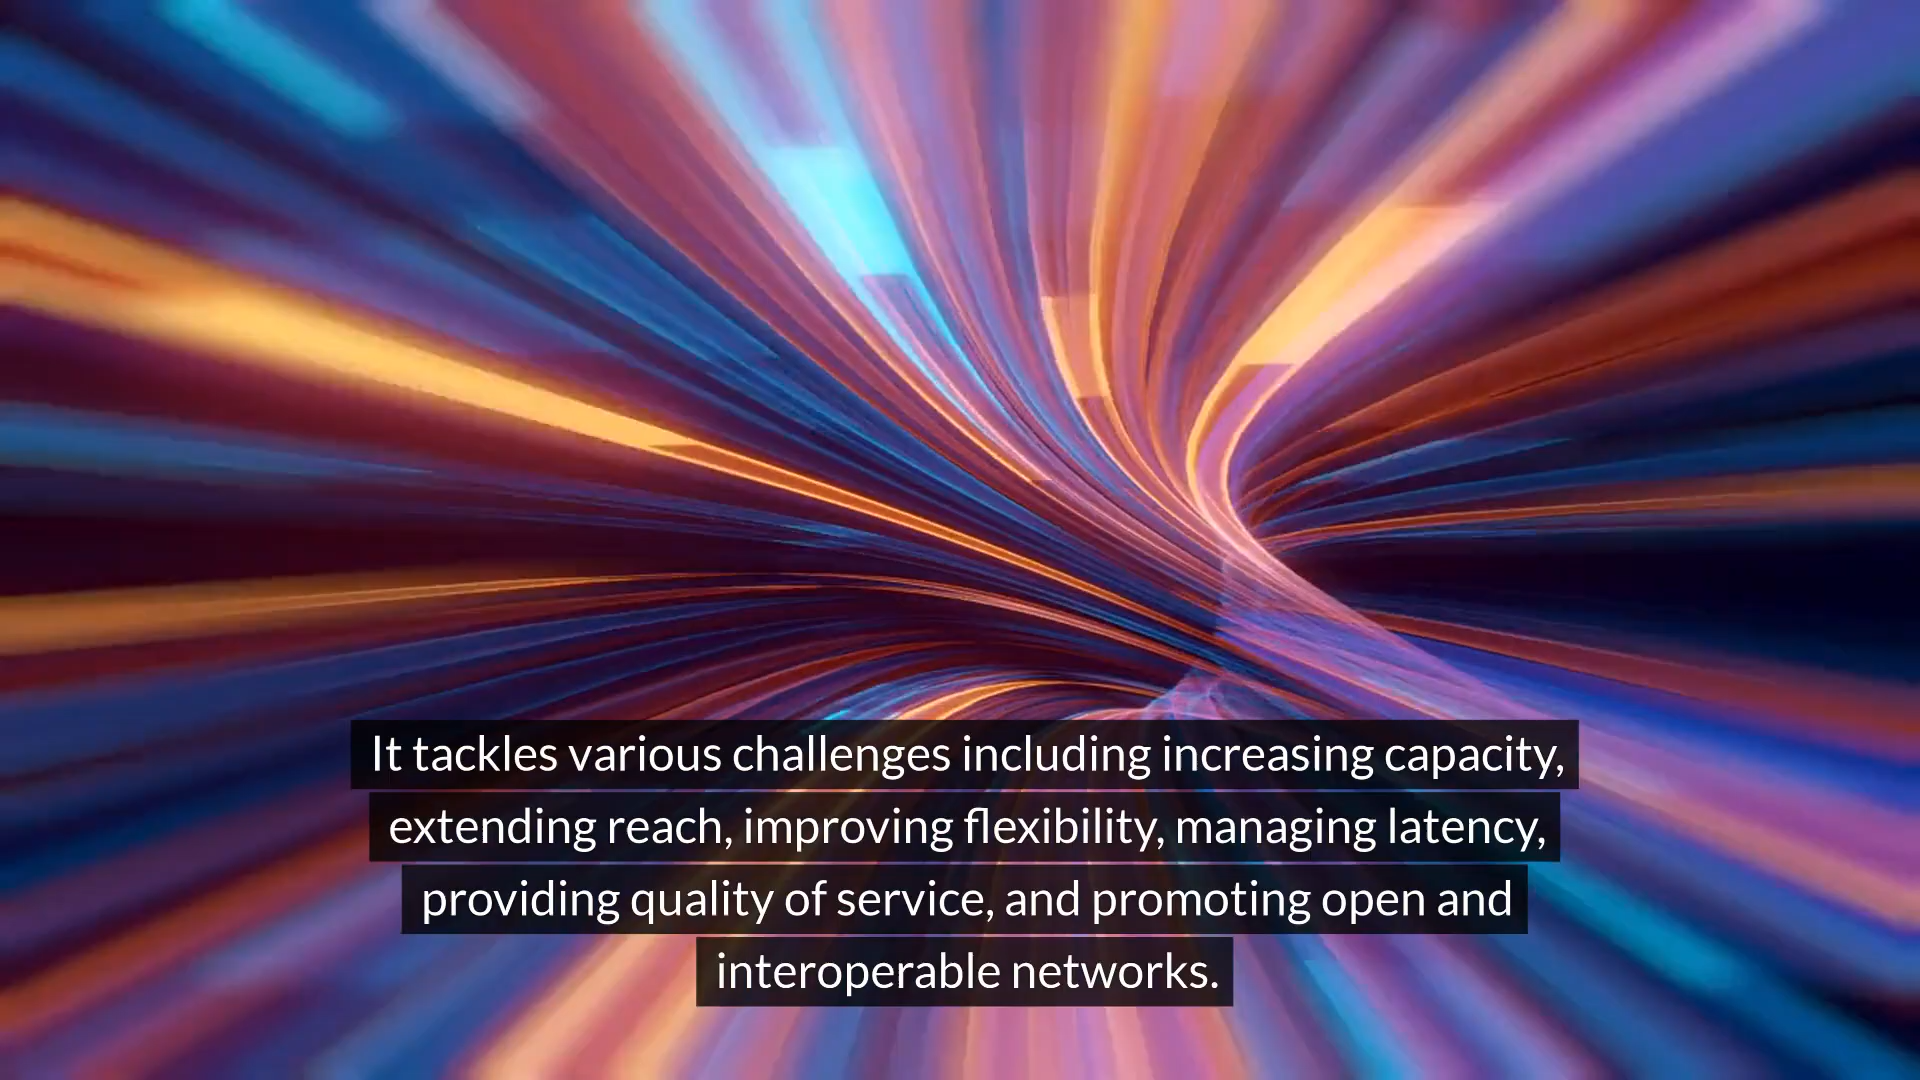 It tackles various challenges including increasing capacity,
extending reach, improving flexibility, managing latency,
providing quality of service, and promoting open and
interoperable networks.